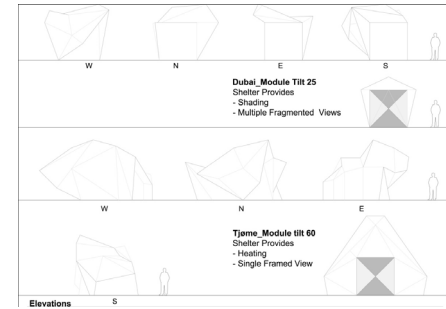 W N E S
Dubai_Module Tilt 25
Shelter Provides
- Shading
- Multiple Fragmented Views
W N E
Tjøme_Module tilt 60
Shelter Provides
- Heating
- Single Framed View
S
Elevations